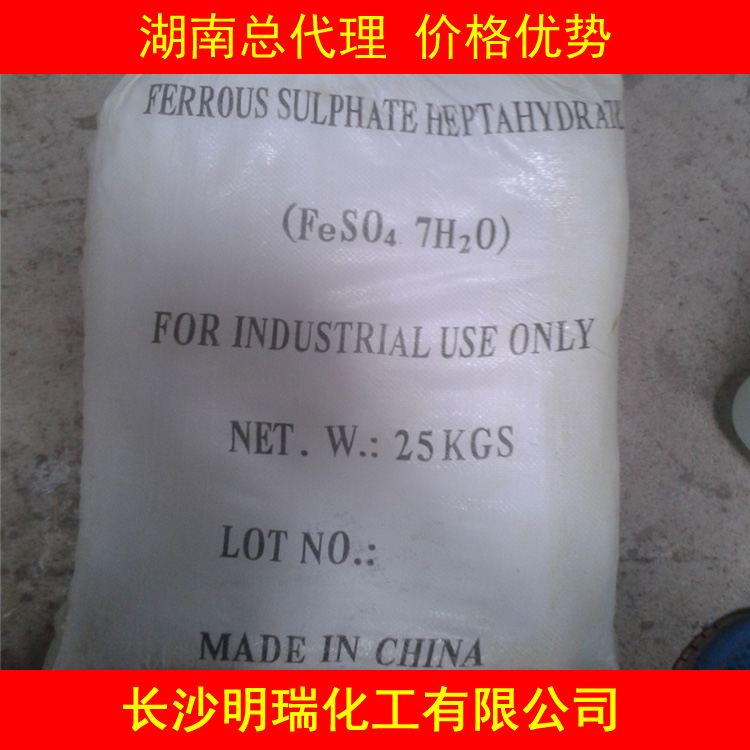 湖南总代理 价格优势
FERROUS SULPHATE HEPTAHYDRATE
(FeSO₄ 7H₂O)
FOR INDUSTRIAL USE ONLY
NET. W.: 25KGS
LOT NO.:
MADE IN CHINA
长沙明瑞化工有限公司